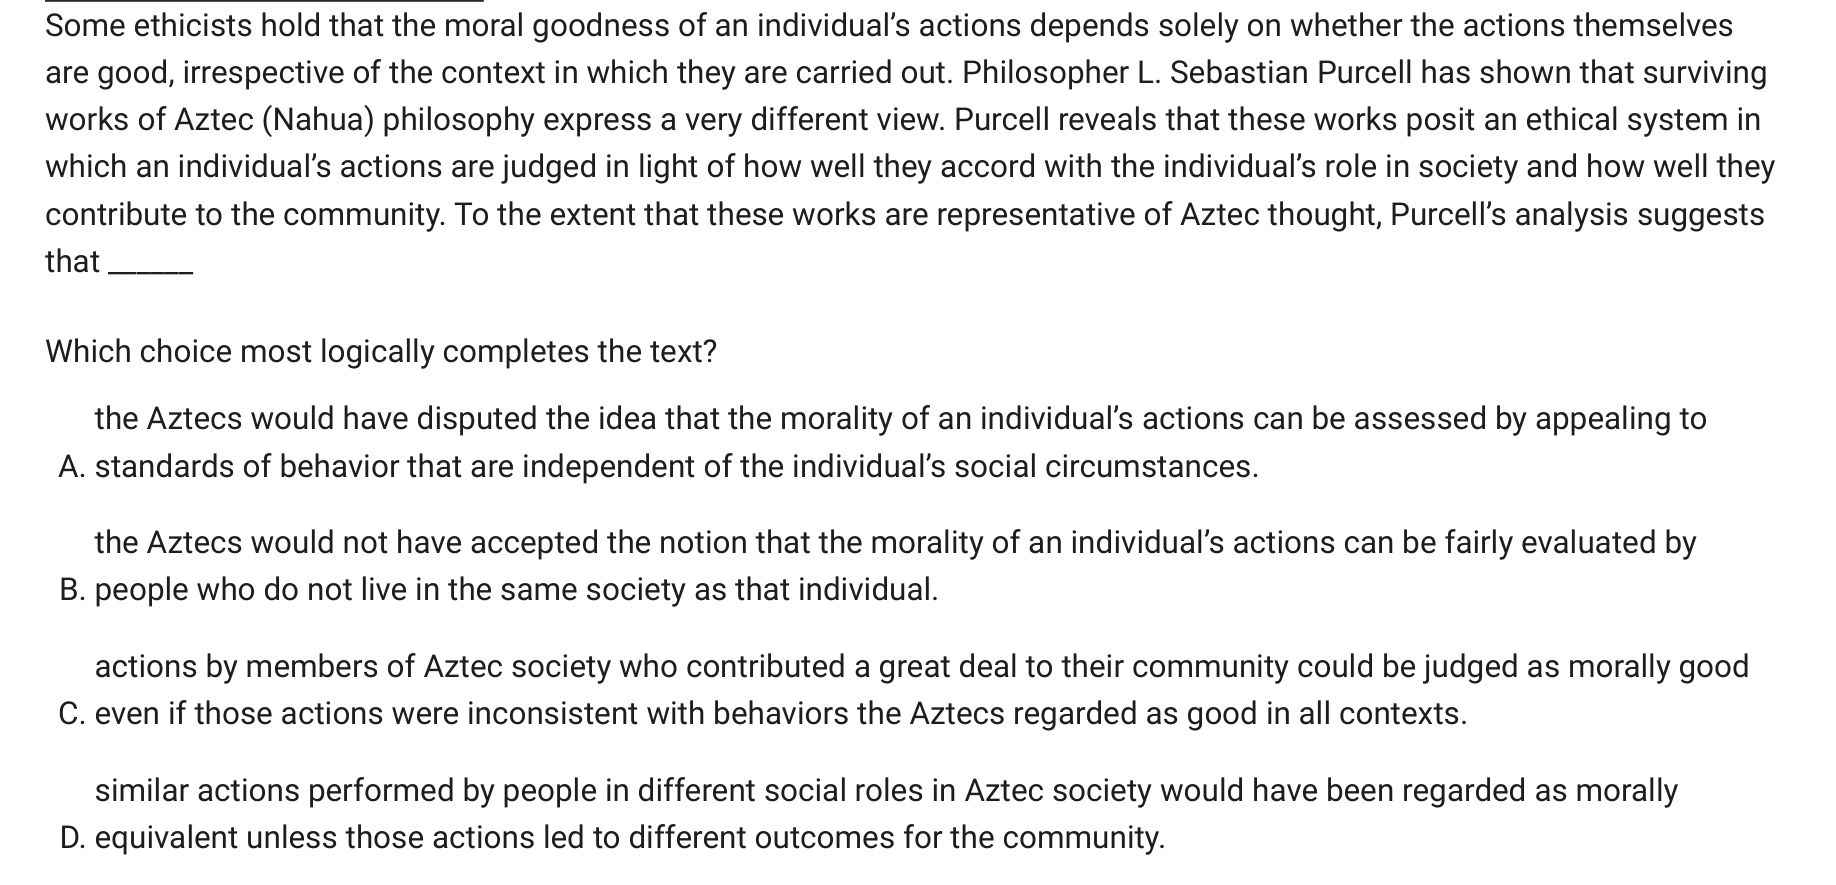 Some ethicists hold that the moral goodness of an individual's actions depends solely on whether the actions themselves
are good, irrespective of the context in which they are carried out. Philosopher L. Sebastian Purcell has shown that surviving
works of Aztec (Nahua) philosophy express a very different view. Purcell reveals that these works posit an ethical system in
which an individual's actions are judged in light of how well they accord with the individual's role in society and how well they
contribute to the community. To the extent that these works are representative of Aztec thought, Purcell's analysis suggests
that ______
Which choice most logically completes the text?
the Aztecs would have disputed the idea that the morality of an individual's actions can be assessed by appealing to
A. standards of behavior that are independent of the individual's social circumstances.
the Aztecs would not have accepted the notion that the morality of an individual's actions can be fairly evaluated by
B. people who do not live in the same society as that individual.
actions by members of Aztec society who contributed a great deal to their community could be judged as morally good
C. even if those actions were inconsistent with behaviors the Aztecs regarded as good in all contexts.
similar actions performed by people in different social roles in Aztec society would have been regarded as morally
D. equivalent unless those actions led to different outcomes for the community.